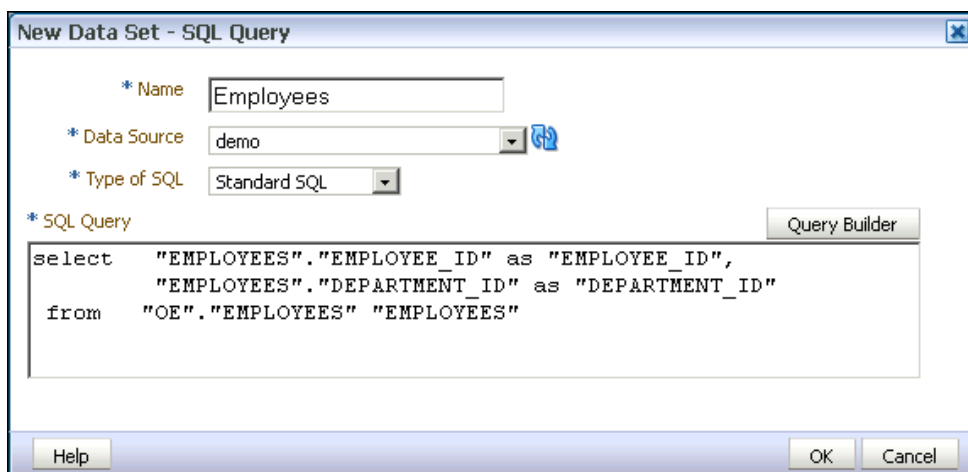 New Data Set - SQL Query
* Name Employees
* Data Source demo
* Type of SQL Standard SQL
* SQL Query Query Builder
select "EMPLOYEES"."EMPLOYEE_ID" as "EMPLOYEE_ID",
"EMPLOYEES"."DEPARTMENT_ID" as "DEPARTMENT_ID"
from "OE"."EMPLOYEES" "EMPLOYEES"
Help OK Cancel